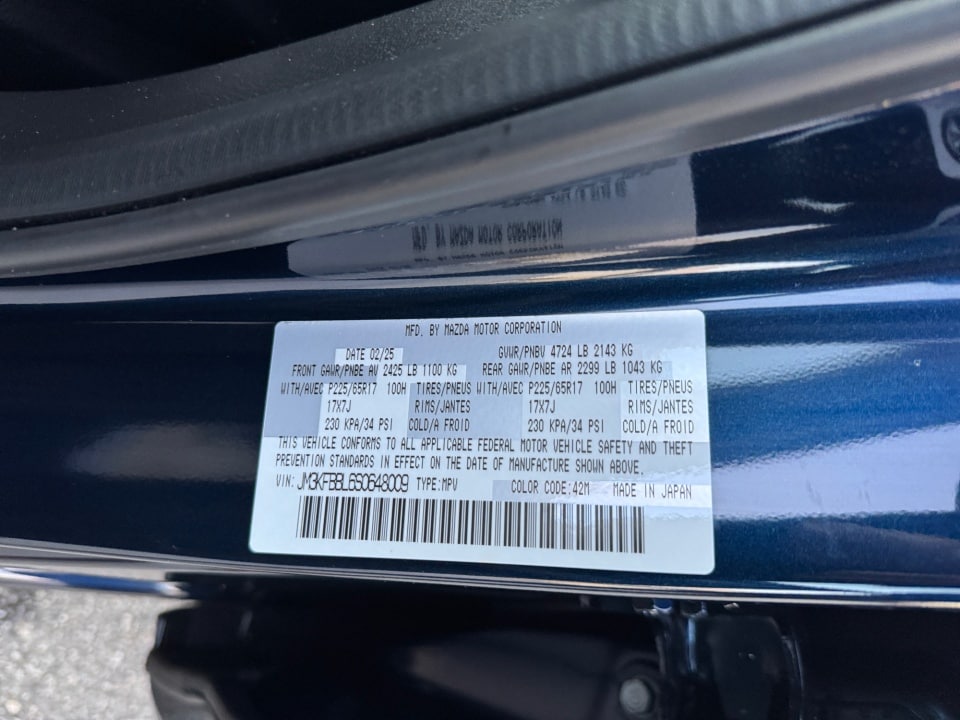 MFD. BY MAZDA MOTOR CORPORATION
DATE 02/25 GVWR/PNBV 4724 LB 2143 KG
FRONT GAWR/PNBE AV 2425 LB 1100 KG REAR GAWR/PNBE AR 2299 LB 1043 KG
WITH/AVEC P225/65R17 100H TIRES/PNEUS WITH/AVEC P225/65R17 100H TIRES/PNEUS
17X7J RIMS/JANTES 17X7J RIMS/JANTES
230 KPA/34 PSI COLD/A FROID 230 KPA/34 PSI COLD/A FROID
THIS VEHICLE CONFORMS TO ALL APPLICABLE FEDERAL MOTOR VEHICLE SAFETY AND THEFT
PREVENTION STANDARDS IN EFFECT ON THE DATE OF MANUFACTURE SHOWN ABOVE.
VIN: JM3KFBBL6S0648009 TYPE:MPV COLOR CODE:42M MADE IN JAPAN